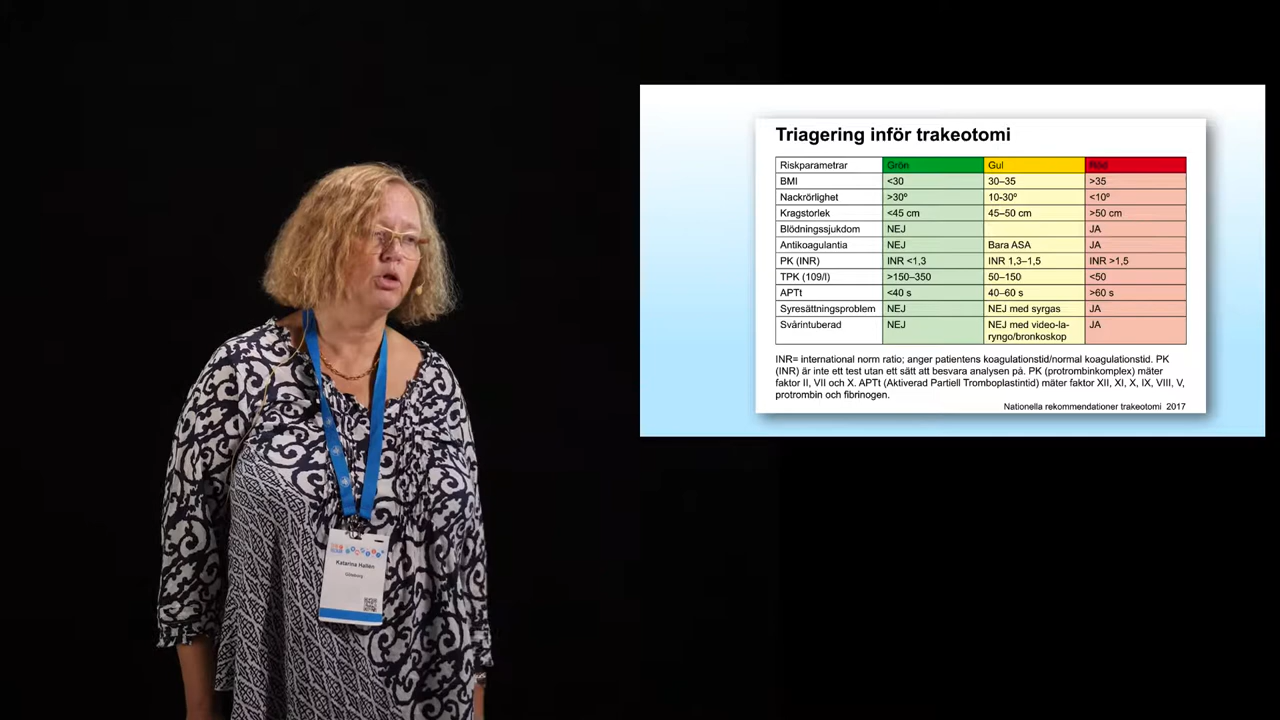 Triagering inför trakeotomi
Riskparametrar Grön Gul Röd
BMI <30 30–35 >35
Nackrörlighet >30º 10-30º <10º
Kragstorlek <45 cm 45–50 cm >50 cm
Blödningssjukdom NEJ JA
Antikoagulantia NEJ Bara ASA JA
PK (INR) INR <1,3 INR 1,3–1,5 INR >1,5
TPK (109/l) >150–350 50–150 <50
APTt <40 s 40–60 s >60 s
Syresättningsproblem NEJ NEJ med syrgas JA
Svårintuberad NEJ NEJ med video-la- JA
ryngo/bronkoskop
INR= international norm ratio; anger patientens koagulationstid/normal koagulationstid. PK
(INR) är inte ett test utan ett sätt att besvara analysen på. PK (protrombinkomplex) mäter
faktor II, VII och X. APTt (Aktiverad Partiell Tromboplastintid) mäter faktor XII, XI, X, IX, VIII, V,
protrombin och fibrinogen.
Nationella rekommendationer trakeotomi 2017
Katarina Hallén
Göteborg